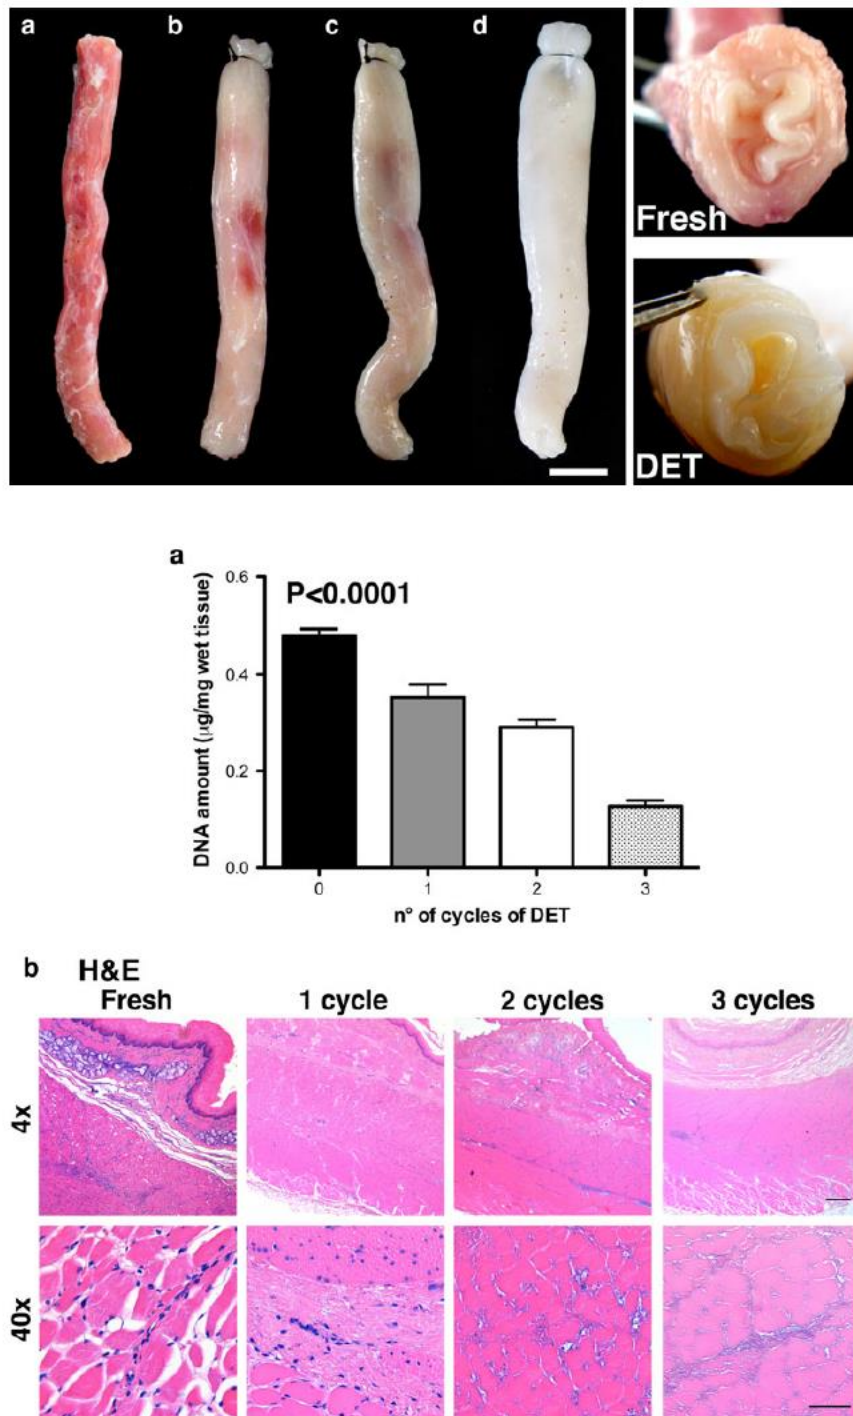 a b c d
Fresh
DET
a
P<0.0001
DNA amount (µg/mg wet tissue)
0.6
0.4
0.2
0.0
0 1 2 3
n° of cycles of DET
b H&E
Fresh 1 cycle 2 cycles 3 cycles
4x
40x